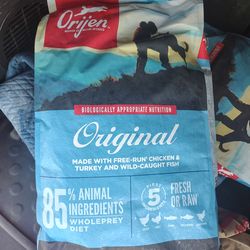 Orijen
BIOLOGICALLY APPROPRIATE NUTRITION
Original
MADE WITH FREE-RUN CHICKEN &
TURKEY AND WILD-CAUGHT FISH
85% ANIMAL
INGREDIENTS
WHOLEPREY
DIET
FIRST
5
FRESH
OR RAW